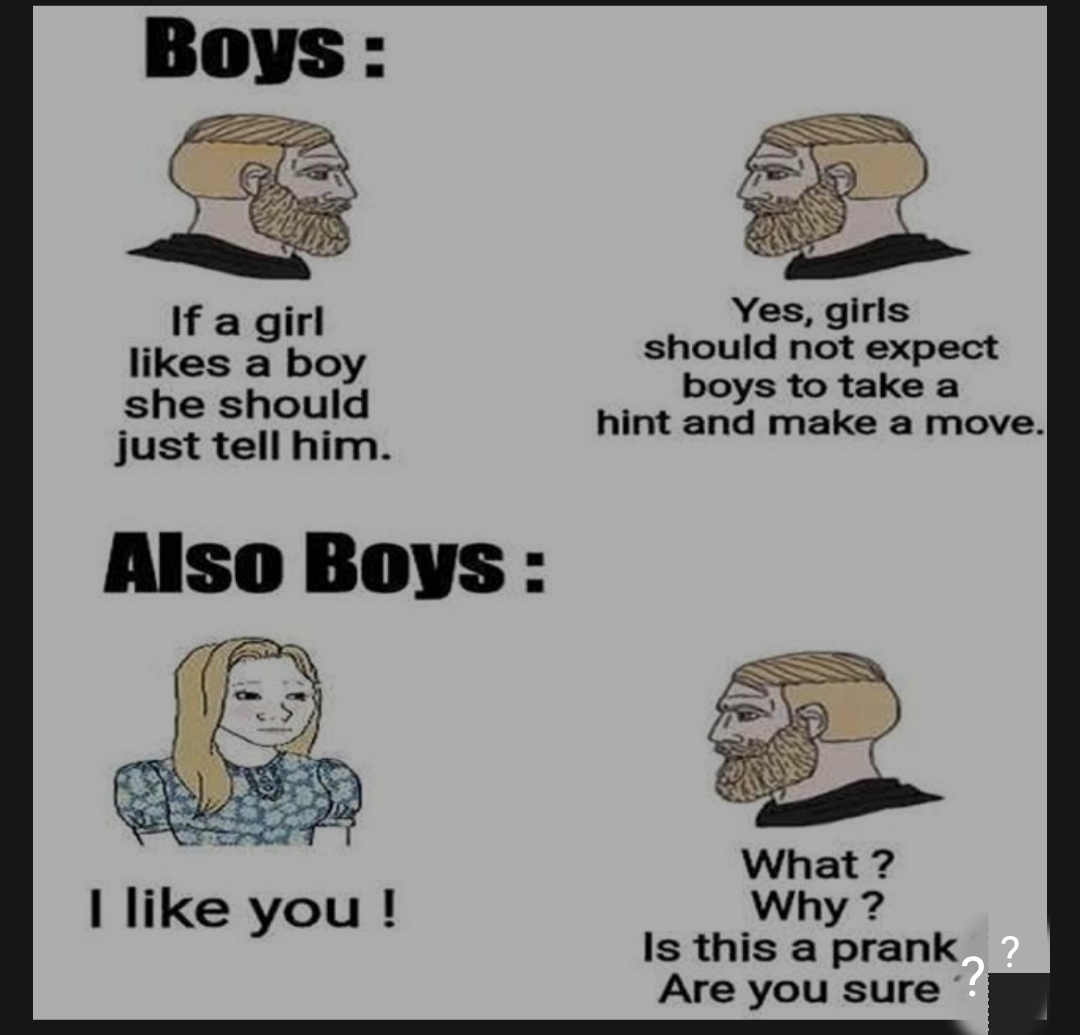 Boys :
If a girl
likes a boy
she should
just tell him.
Yes, girls
should not expect
boys to take a
hint and make a move.
Also Boys :
I like you !
What ?
Why ?
Is this a prank ?
Are you sure ?